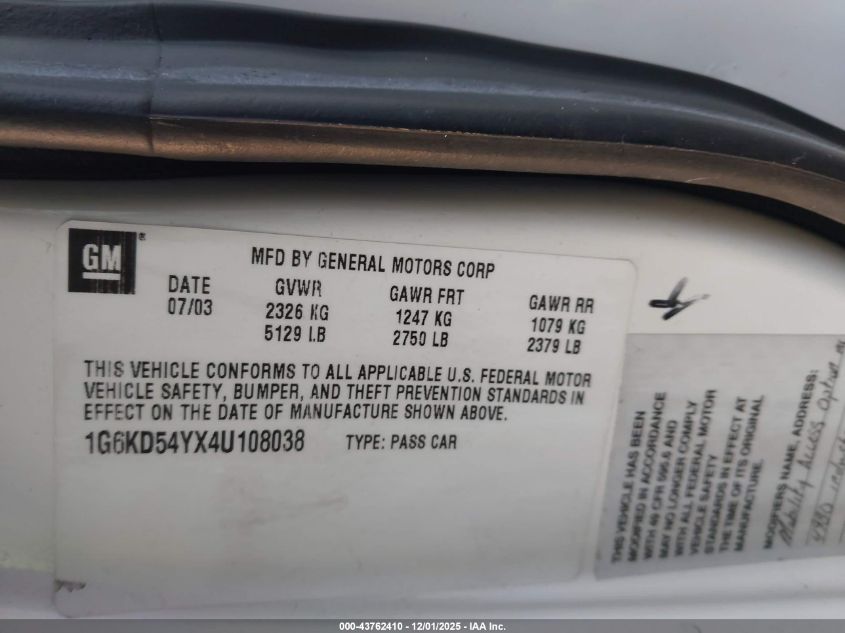 GM
MFD BY GENERAL MOTORS CORP
DATE GVWR GAWR FRT GAWR RR
07/03 2326 KG 1247 KG 1079 KG
5129 LB 2750 LB 2379 LB
THIS VEHICLE CONFORMS TO ALL APPLICABLE U.S. FEDERAL MOTOR
VEHICLE SAFETY, BUMPER, AND THEFT PREVENTION STANDARDS IN
EFFECT ON THE DATE OF MANUFACTURE SHOWN ABOVE.
1G6KD54YX4U108038 TYPE: PASS CAR
THIS VEHICLE HAS BEEN
MODIFIED IN ACCORDANCE
WITH 49 CFR 595.6 AND
MAY NO LONGER COMPLY
WITH ALL FEDERAL MOTOR
VEHICLE SAFETY
STANDARDS IN EFFECT AT
THE TIME OF ITS ORIGINAL
MANUFACTURE.
MODIFIERS NAME, ADDRESS:
Mobility Access Options
000-43762410 - 12/01/2025 - IAA Inc.